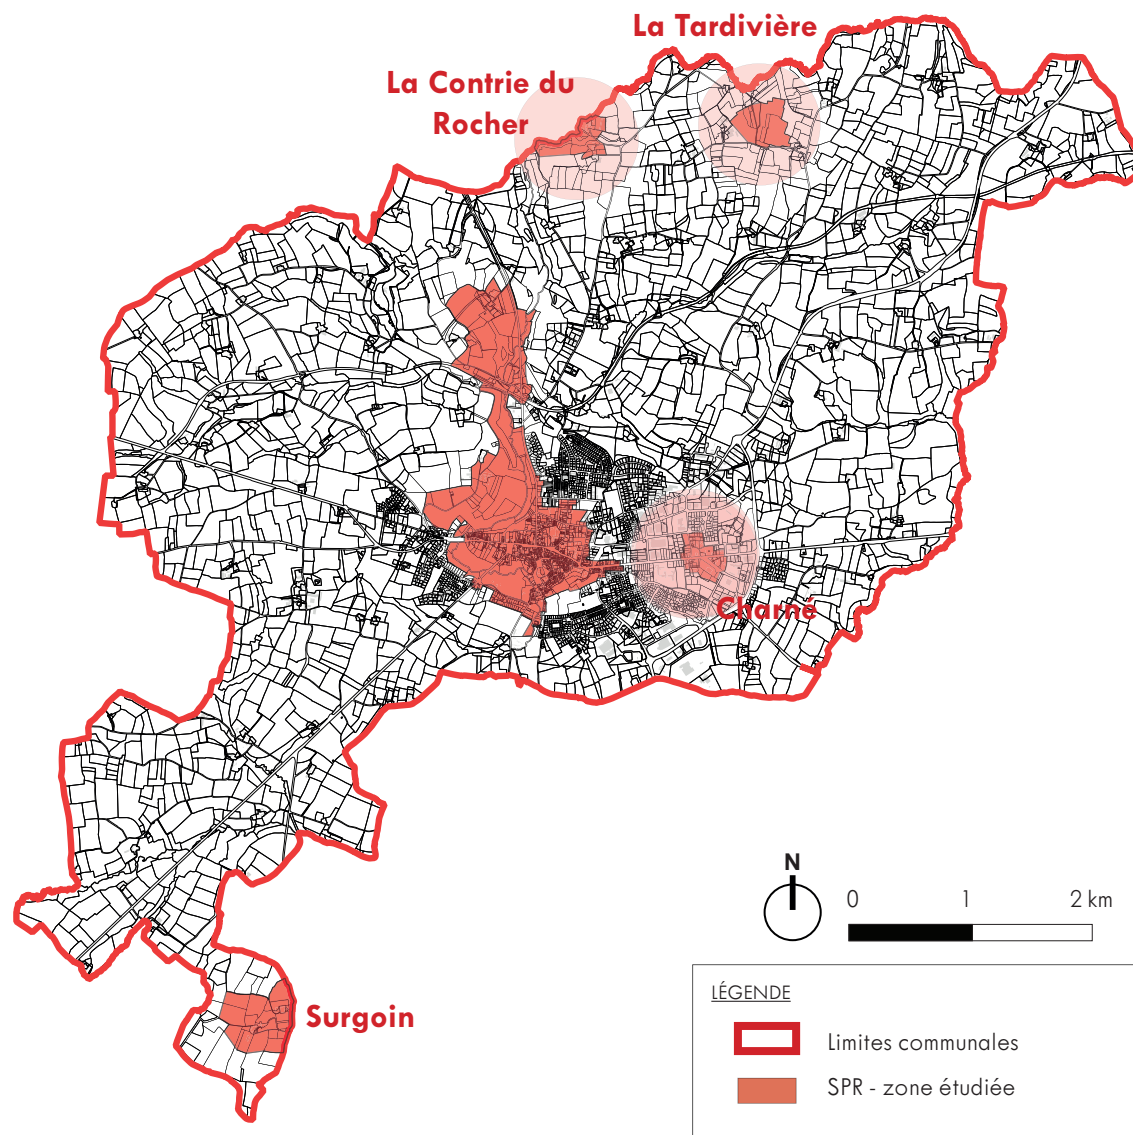 La Tardivière
La Contrie du
Rocher
Charné
N
0 1 2 km
LÉGENDE
Surgoin
Limites communales
SPR - zone étudiée